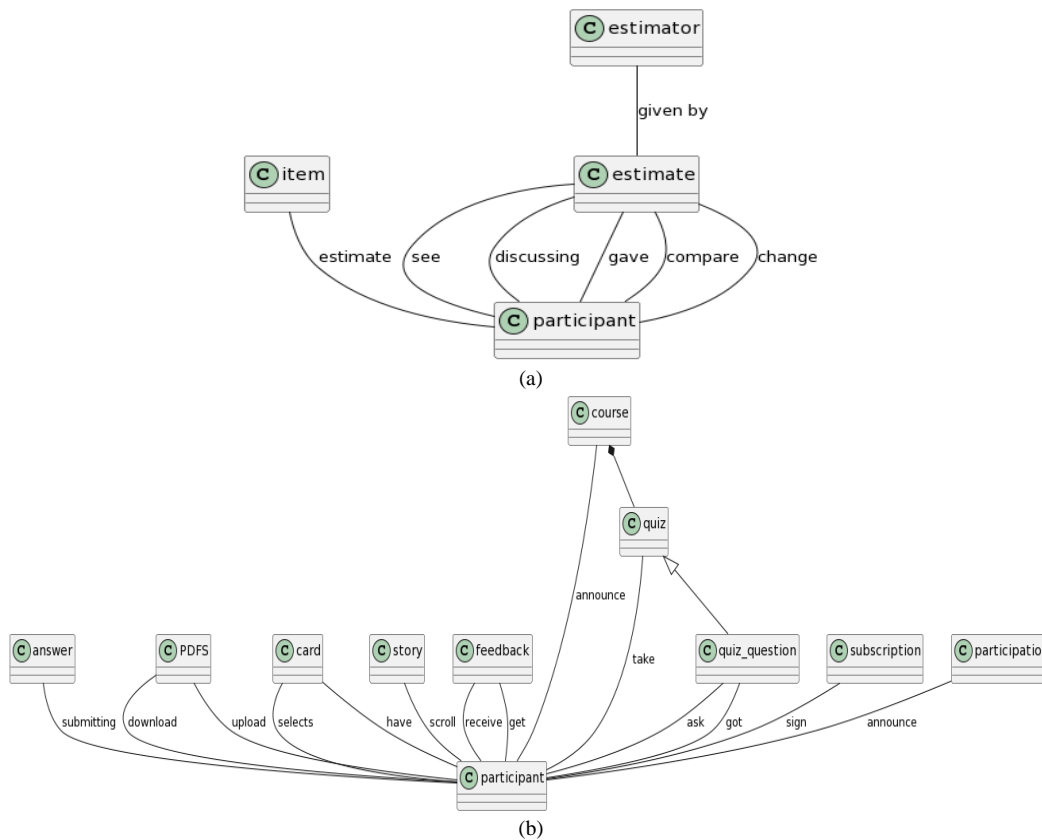 C estimator
given by
C item
C estimate
estimate
see
discussing
gave
compare
change
C participant
(a)
C course
C quiz
announce
take
C answer
C PDFS
C card
C story
C feedback
C quiz_question
C subscription
C participatio
submitting
download
upload
selects
have
scroll
receive
get
ask
got
sign
announce
C participant
(b)